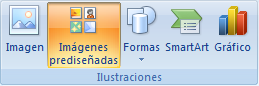 Imagen
Imágenes
prediseñadas
Formas
SmartArt
Gráfico
Ilustraciones